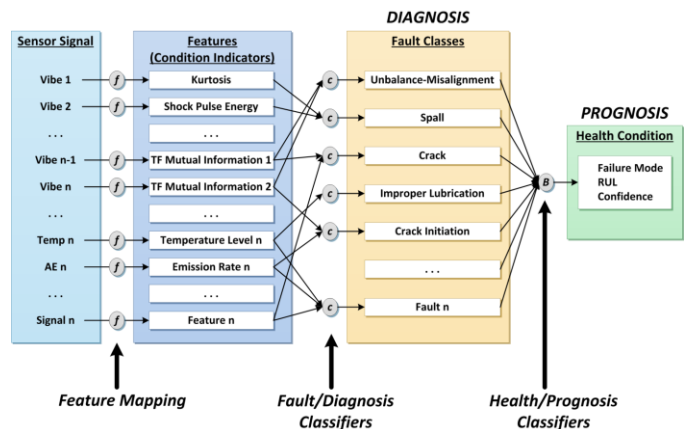 DIAGNOSIS
Sensor Signal
Features
(Condition Indicators)
Fault Classes
Vibe 1
f
Kurtosis
c
Unbalance-Misalignment
Vibe 2
f
Shock Pulse Energy
c
Spall
PROGNOSIS
Health Condition
. . .
. . .
Vibe n-1
f
TF Mutual Information 1
c
Crack
Vibe n
f
TF Mutual Information 2
c
Improper Lubrication
B
Failure Mode
RUL
Confidence
. . .
. . .
c
Crack Initiation
Temp n
f
Temperature Level n
AE n
f
Emission Rate n
. . .
. . .
. . .
Signal n
f
Feature n
c
Fault n
Feature Mapping
Fault/Diagnosis
Classifiers
Health/Prognosis
Classifiers